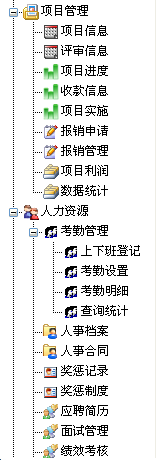 项目管理
项目信息
评审信息
项目进度
收款信息
项目实施
报销申请
报销管理
项目利润
数据统计
人力资源
考勤管理
上下班登记
考勤设置
考勤明细
查询统计
人事档案
人事合同
奖惩记录
奖惩制度
应聘简历
面试管理
绩效考核